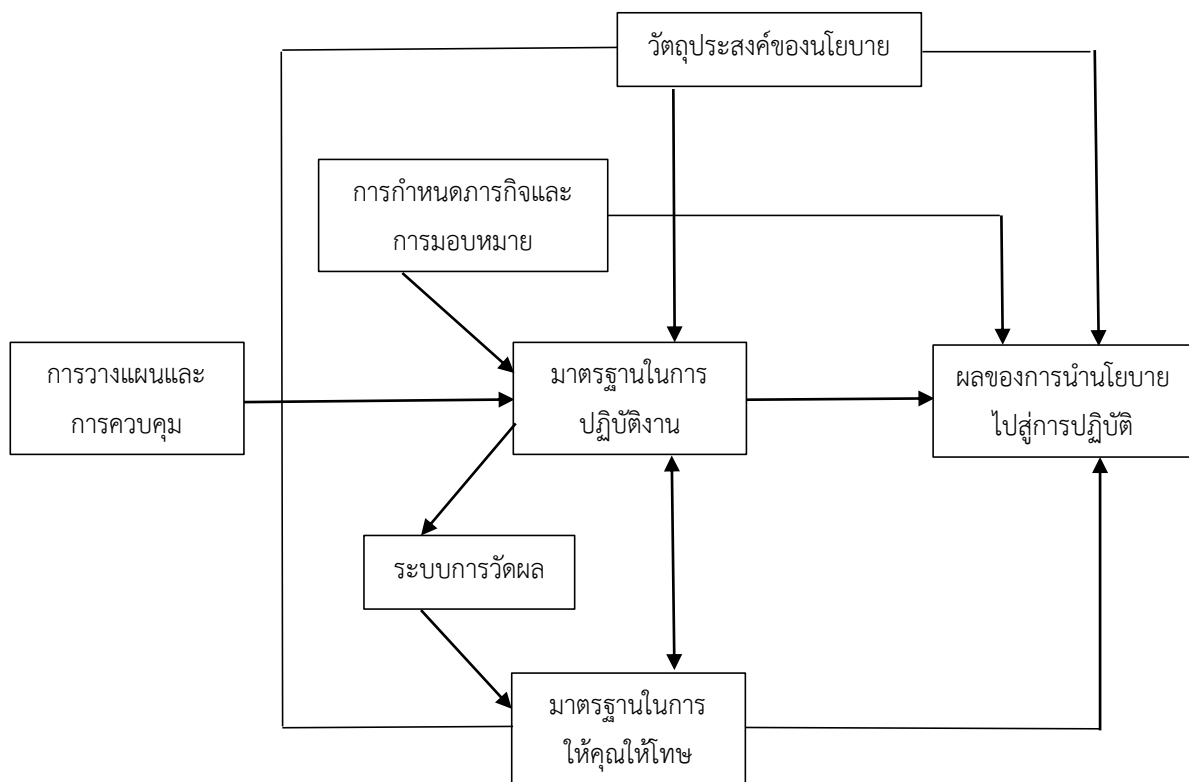 วัตถุประสงค์ของนโยบาย
การกำหนดภารกิจและ
การมอบหมาย
การวางแผนและ
การควบคุม
มาตรฐานในการ
ปฏิบัติงาน
ผลของการนำนโยบาย
ไปสู่การปฏิบัติ
ระบบการวัดผล
มาตรฐานในการ
ให้คุณให้โทษ